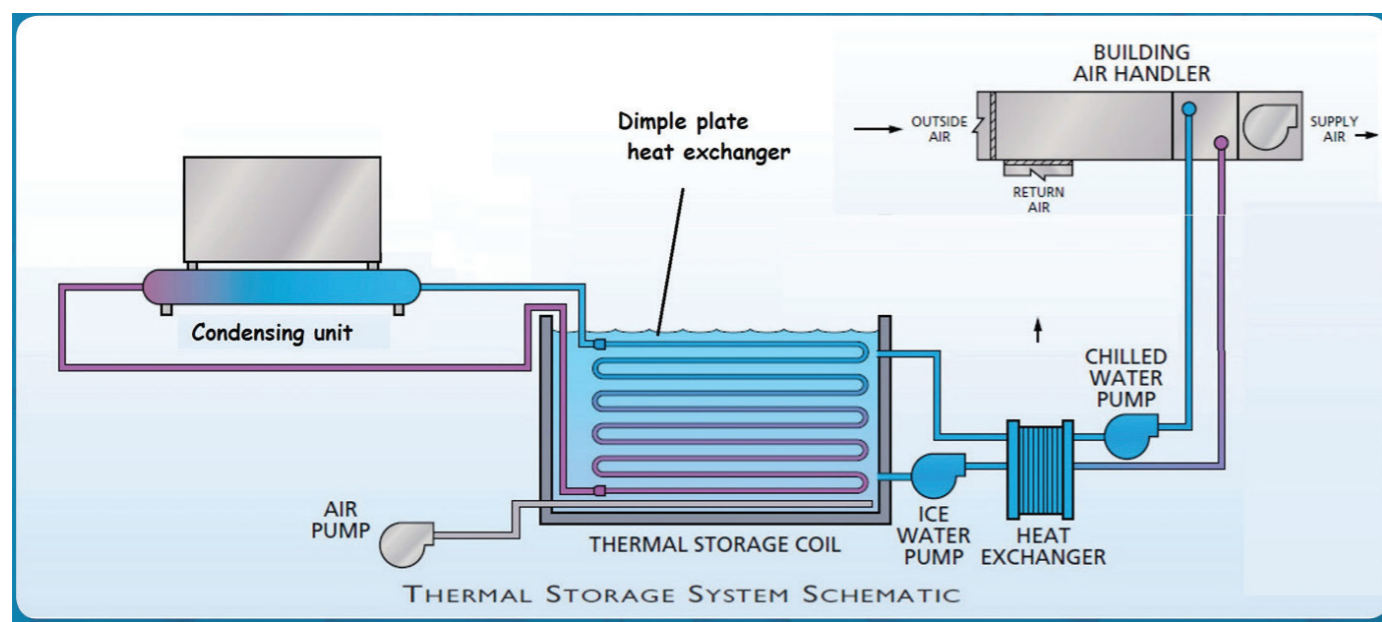 BUILDING
AIR HANDLER
OUTSIDE
AIR
SUPPLY
AIR
RETURN
AIR
Dimple plate
heat exchanger
Condensing unit
CHILLED
WATER
PUMP
AIR
PUMP
THERMAL STORAGE COIL
ICE
WATER
PUMP
HEAT
EXCHANGER
THERMAL STORAGE SYSTEM SCHEMATIC